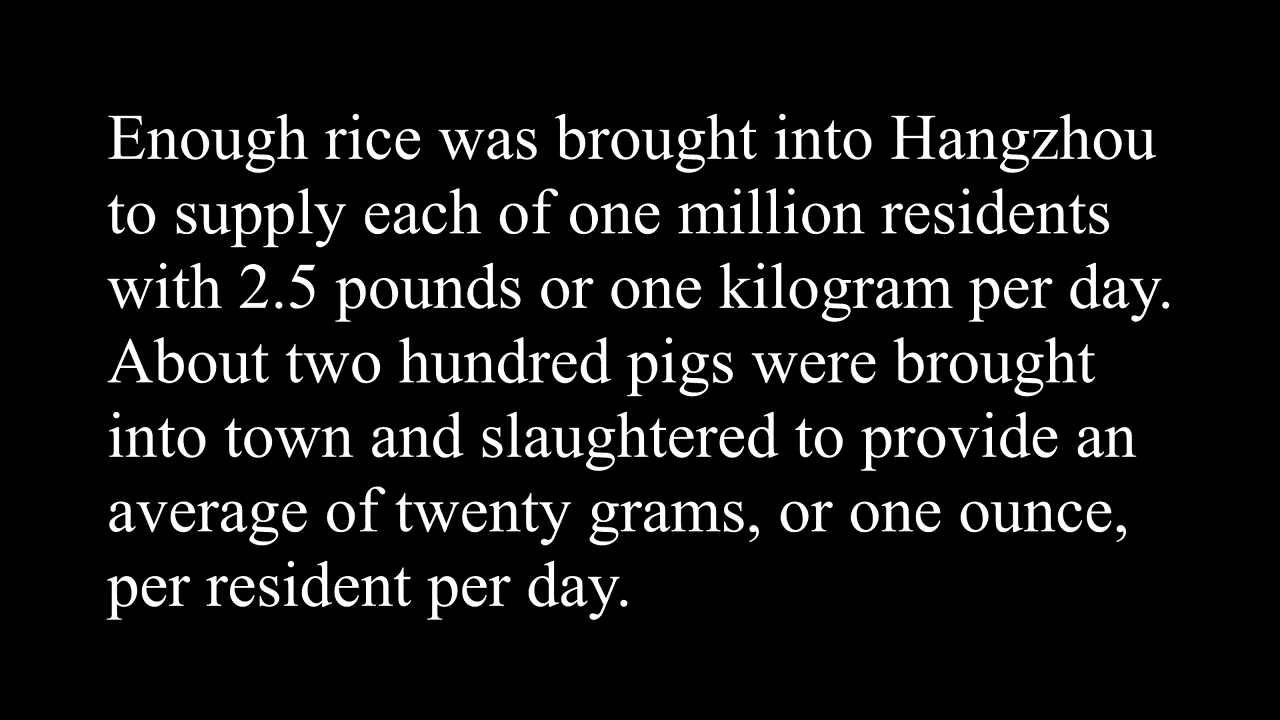 Enough rice was brought into Hangzhou
to supply each of one million residents
with 2.5 pounds or one kilogram per day.
About two hundred pigs were brought
into town and slaughtered to provide an
average of twenty grams, or one ounce,
per resident per day.